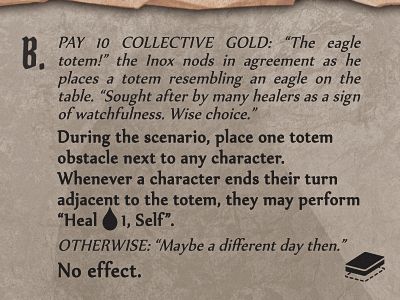 B. PAY 10 COLLECTIVE GOLD: “The eagle
totem!” the Inox nods in agreement as he
places a totem resembling an eagle on the
table. “Sought after by many healers as a sign
of watchfulness. Wise choice.”
During the scenario, place one totem
obstacle next to any character.
Whenever a character ends their turn
adjacent to the totem, they may perform
“Heal 1, Self”.
OTHERWISE: “Maybe a different day then.”
No effect.